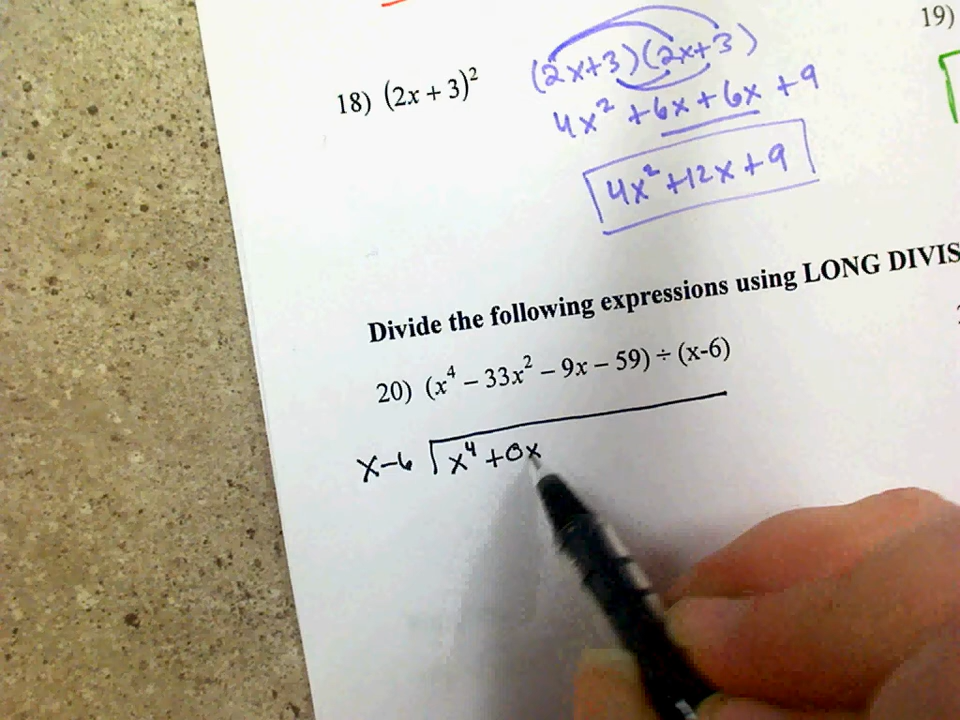 19)
18) (2x + 3)²
(2x+3)(2x+3)
4x² +6x+6x +9
4x²+12x+9
Divide the following expressions using LONG DIVIS
20) (x⁴ – 33x² – 9x – 59) ÷ (x-6)
x-6 x⁴ +0x